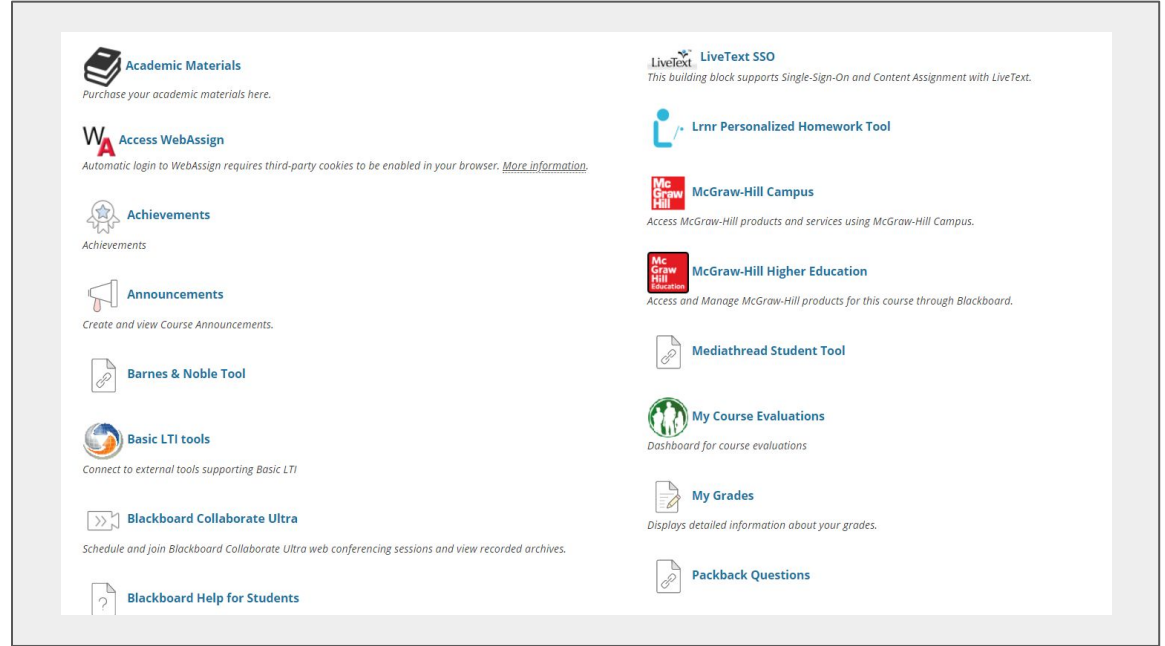 Academic Materials
Purchase your academic materials here.
WA Access WebAssign
Automatic login to WebAssign requires third-party cookies to be enabled in your browser. More information.
Achievements
Achievements
Announcements
Create and view Course Announcements.
Barnes & Noble Tool
Basic LTI tools
Connect to external tools supporting Basic LTI
Blackboard Collaborate Ultra
Schedule and join Blackboard Collaborate Ultra web conferencing sessions and view recorded archives.
? Blackboard Help for Students
LiveText LiveText SSO
This building block supports Single-Sign-On and Content Assignment with LiveText.
Lrnr Personalized Homework Tool
Mc
Graw
Hill
McGraw-Hill Campus
Access McGraw-Hill products and services using McGraw-Hill Campus.
Mc
Graw
Hill
Education
McGraw-Hill Higher Education
Access and Manage McGraw-Hill products for this course through Blackboard.
Mediathread Student Tool
My Course Evaluations
Dashboard for course evaluations
My Grades
Displays detailed information about your grades.
Packback Questions